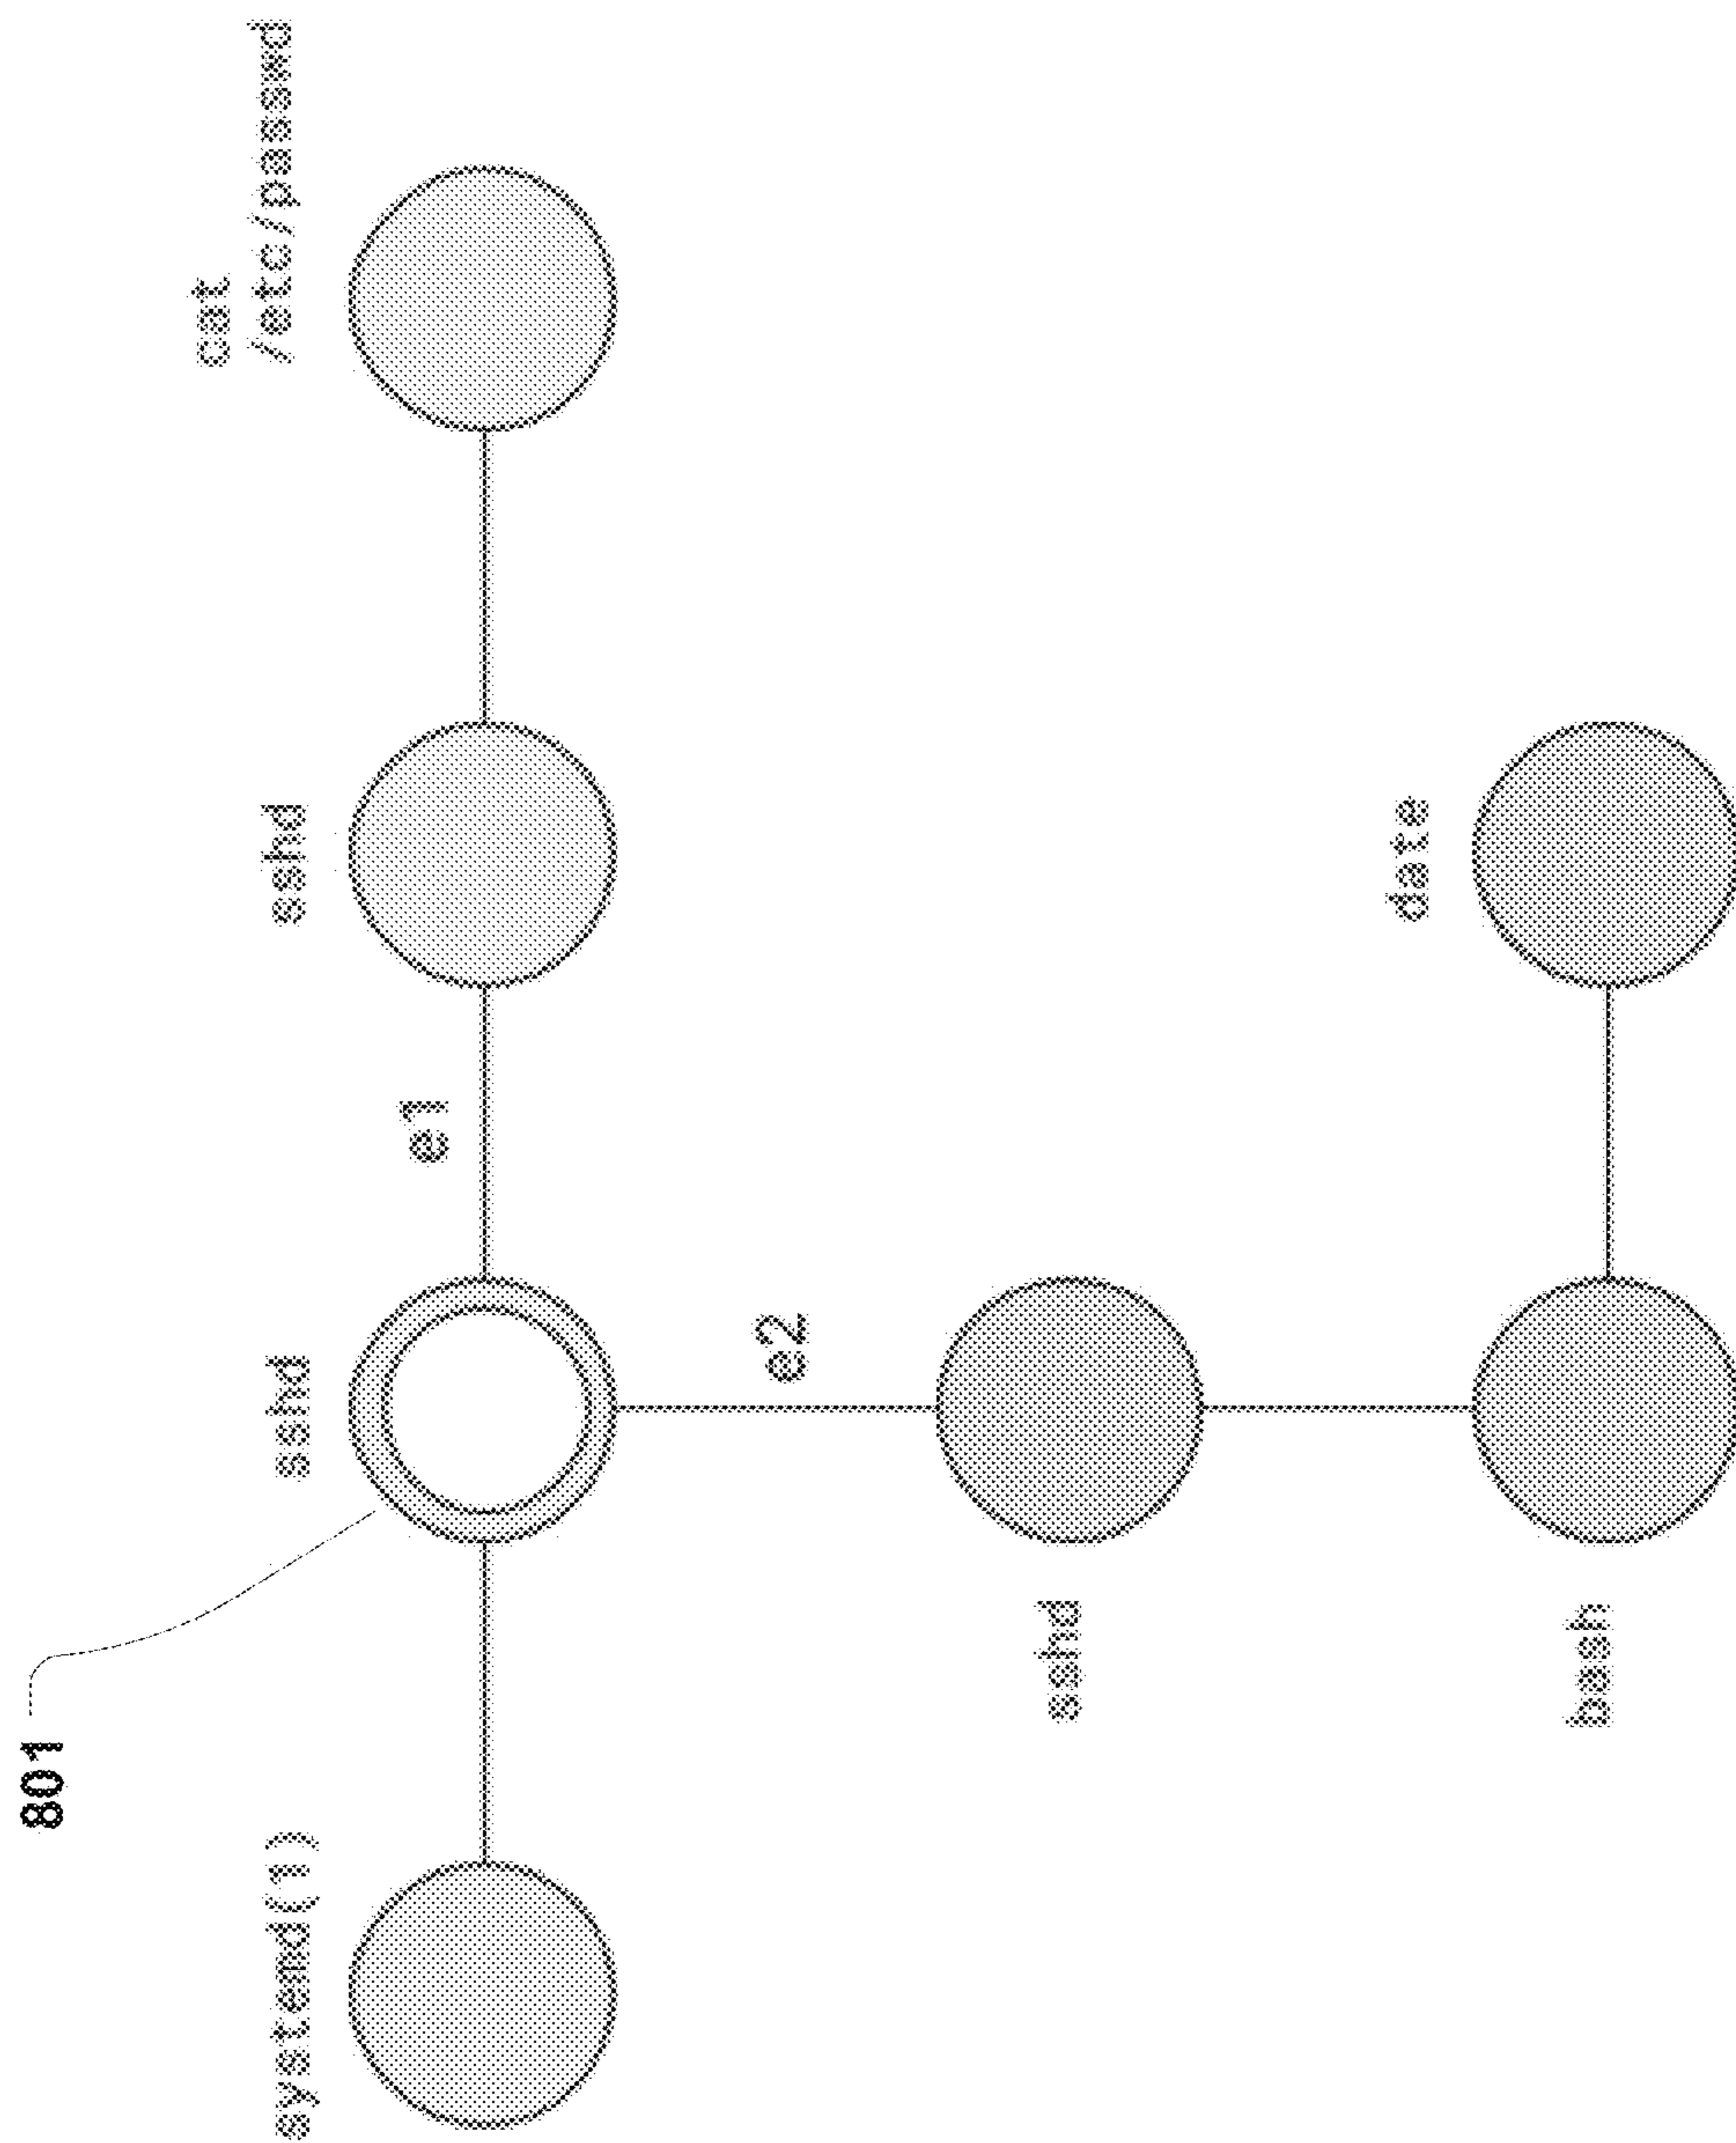 801
systemd(1)
sshd
sshd
cat
/etc/passwd
e1
e2
sshd
date
bash